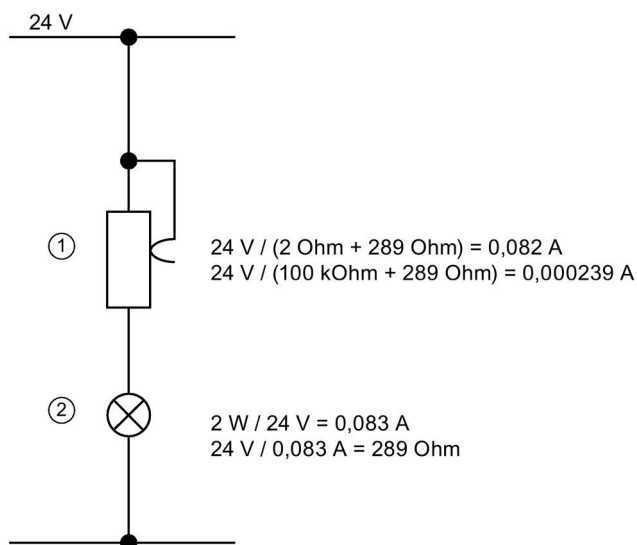 24 V
① 24 V / (2 Ohm + 289 Ohm) = 0,082 A
24 V / (100 kOhm + 289 Ohm) = 0,000239 A
② 2 W / 24 V = 0,083 A
24 V / 0,083 A = 289 Ohm